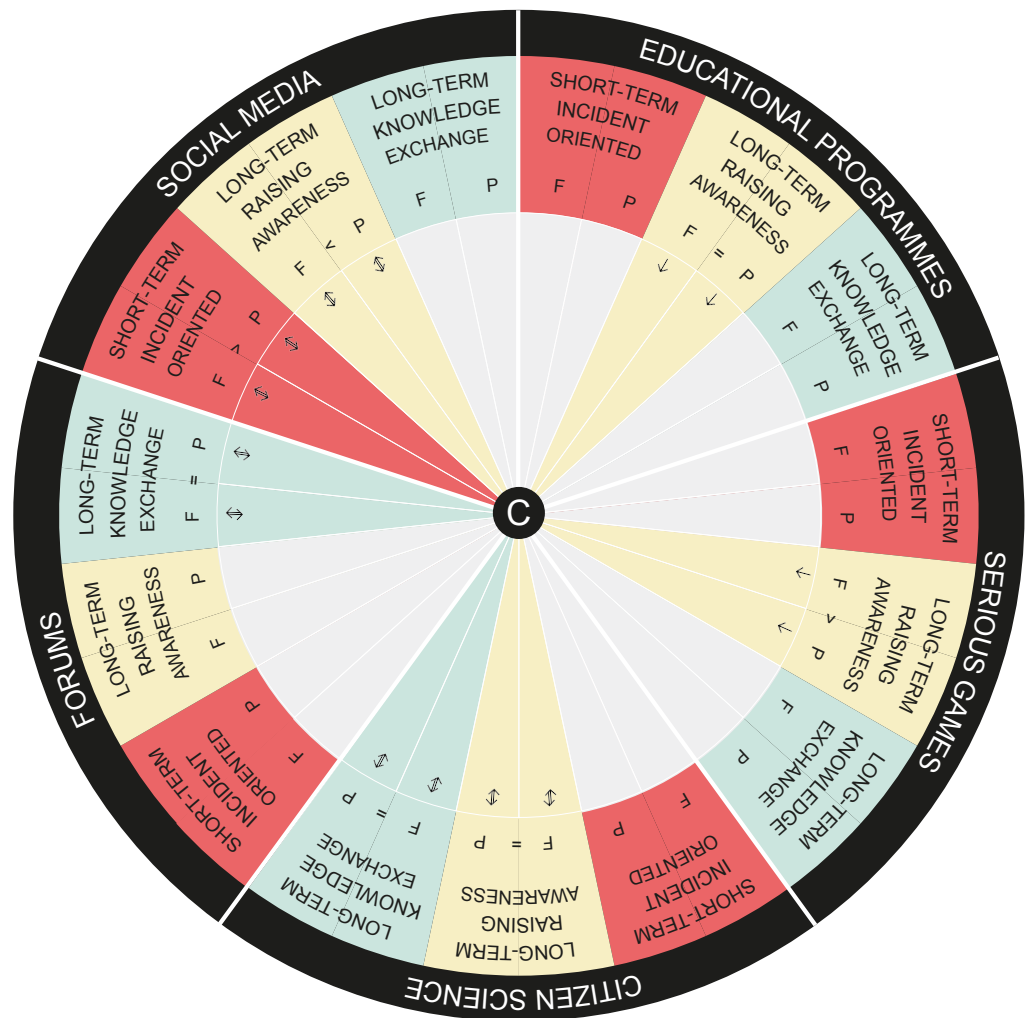 EDUCATIONAL PROGRAMMES
SHORT-TERM
INCIDENT
ORIENTED
F P
LONG-TERM
RAISING
AWARENESS
F = P
LONG-TERM
KNOWLEDGE
EXCHANGE
F P
SERIOUS GAMES
SHORT-TERM
INCIDENT
ORIENTED
F P
LONG-TERM
RAISING
AWARENESS
F > P
LONG-TERM
KNOWLEDGE
EXCHANGE
F P
CITIZEN SCIENCE
SHORT-TERM
INCIDENT
ORIENTED
F P
LONG-TERM
RAISING
AWARENESS
F = P
LONG-TERM
KNOWLEDGE
EXCHANGE
F = P
FORUMS
SHORT-TERM
INCIDENT
ORIENTED
F P
LONG-TERM
RAISING
AWARENESS
F P
LONG-TERM
KNOWLEDGE
EXCHANGE
F = P
SOCIAL MEDIA
SHORT-TERM
INCIDENT
ORIENTED
F > P
LONG-TERM
RAISING
AWARENESS
F < P
LONG-TERM
KNOWLEDGE
EXCHANGE
F P
C